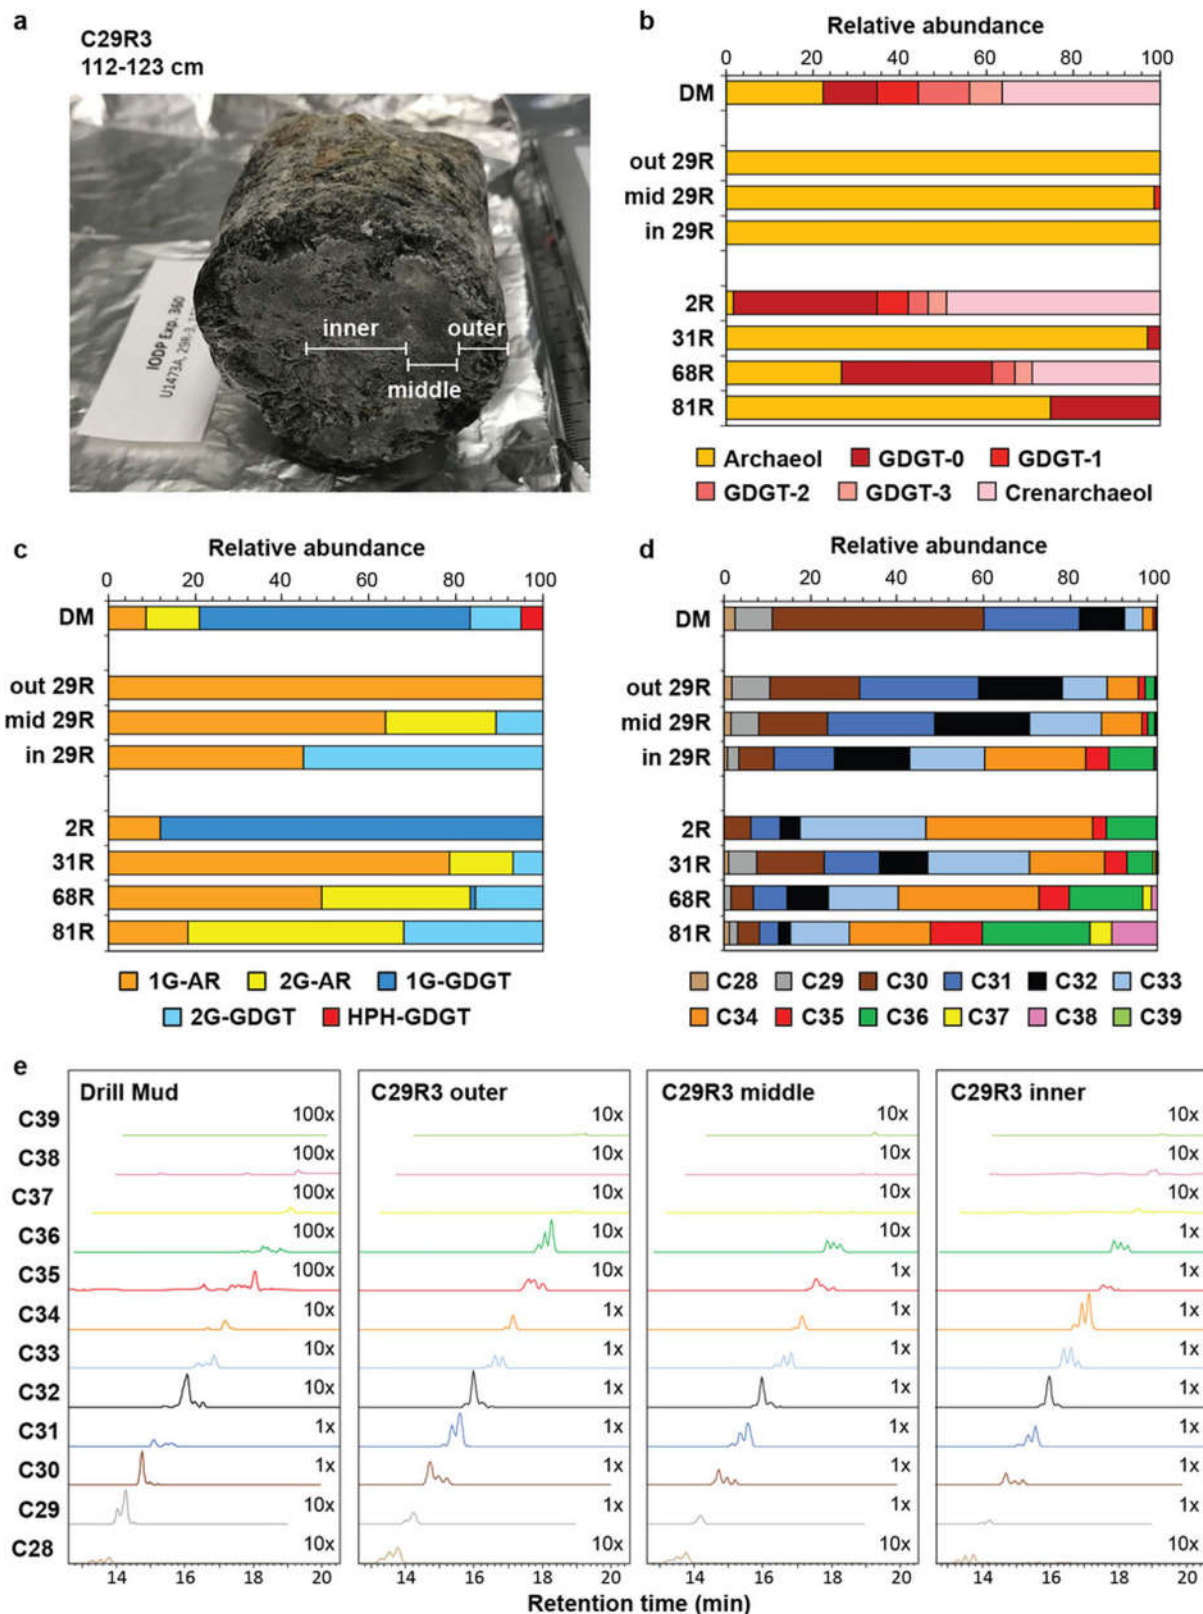 a
C29R3
112-123 cm
IODP Exp. 360
U1473A, 29R-3,
inner
outer
middle
b
Relative abundance
0 20 40 60 80 100
DM
out 29R
mid 29R
in 29R
2R
31R
68R
81R
Archaeol GDGT-0 GDGT-1
GDGT-2 GDGT-3 Crenarchaeol
c
Relative abundance
0 20 40 60 80 100
DM
out 29R
mid 29R
in 29R
2R
31R
68R
81R
1G-AR 2G-AR 1G-GDGT
2G-GDGT HPH-GDGT
d
Relative abundance
0 20 40 60 80 100
DM
out 29R
mid 29R
in 29R
2R
31R
68R
81R
C28 C29 C30 C31 C32 C33
C34 C35 C36 C37 C38 C39
e
Drill Mud C29R3 outer C29R3 middle C29R3 inner
C39 100x 10x 10x 10x
C38 100x 10x 10x 10x
C37 100x 10x 10x 10x
C36 100x 10x 10x 1x
C35 100x 10x 1x 1x
C34 10x 1x 1x 1x
C33 10x 1x 1x 1x
C32 10x 1x 1x 1x
C31 1x 1x 1x 1x
C30 1x 1x 1x 1x
C29 10x 1x 1x 1x
C28 10x 10x 10x 10x
14 16 18 20 14 16 18 20 14 16 18 20 14 16 18 20
Retention time (min)